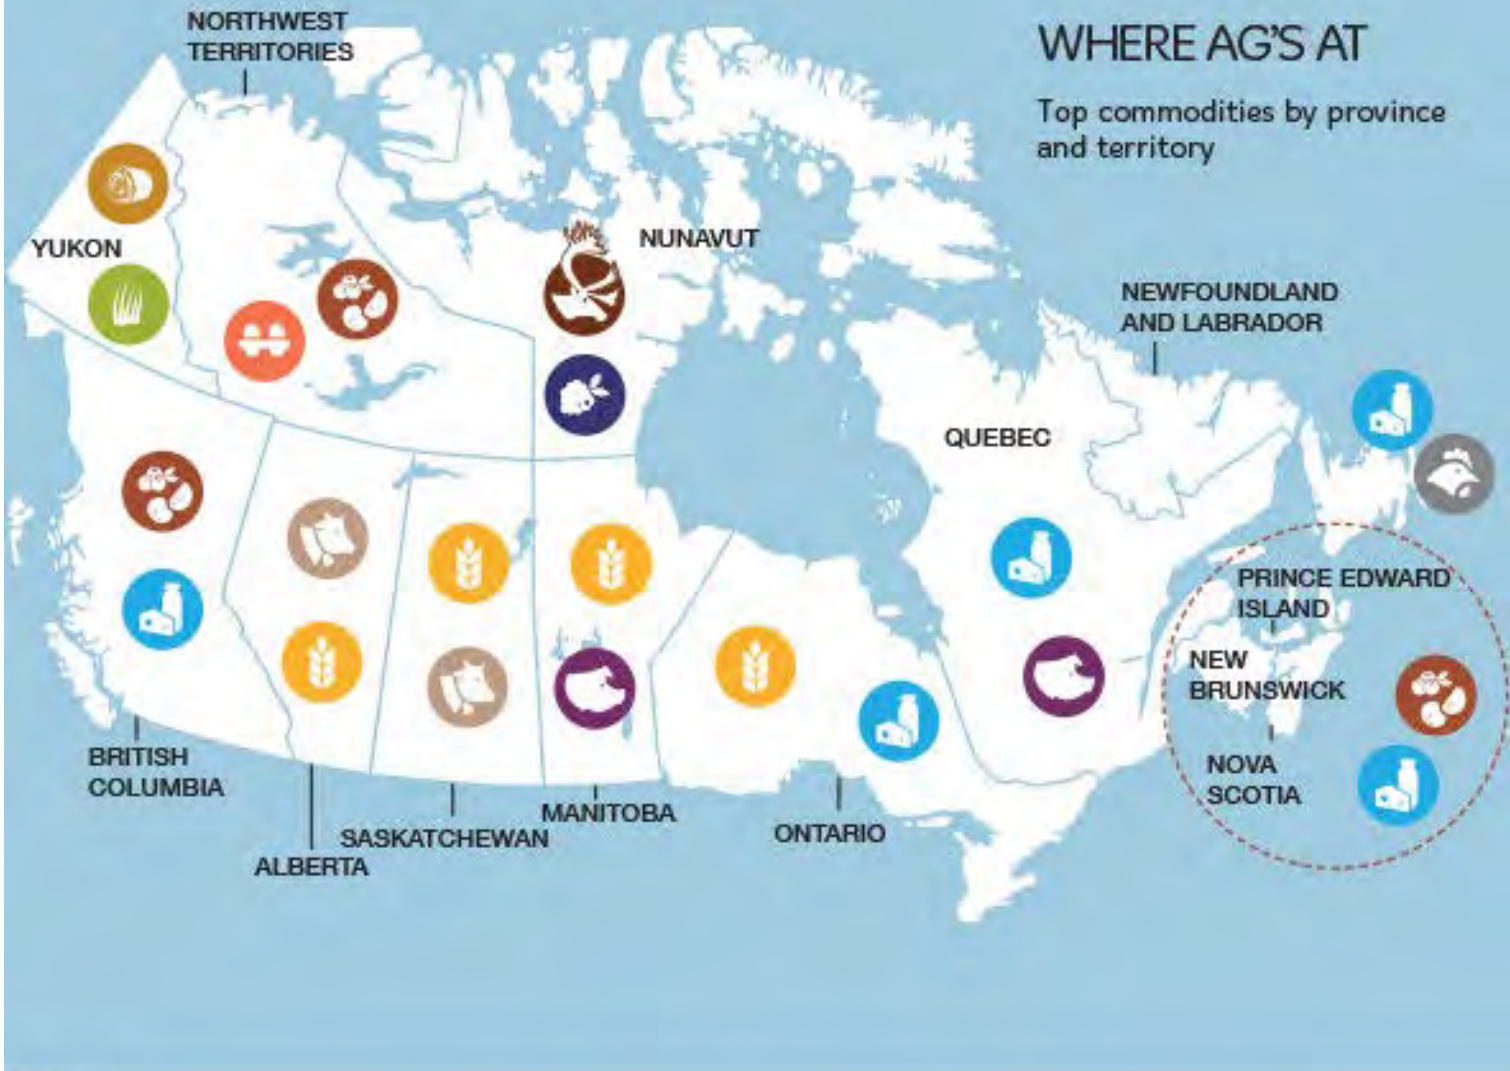 WHERE AG'S AT
Top commodities by province
and territory
NORTHWEST
TERRITORIES
YUKON
NUNAVUT
NEWFOUNDLAND
AND LABRADOR
QUEBEC
PRINCE EDWARD
ISLAND
NEW
BRUNSWICK
NOVA
SCOTIA
BRITISH
COLUMBIA
ALBERTA
SASKATCHEWAN
MANITOBA
ONTARIO